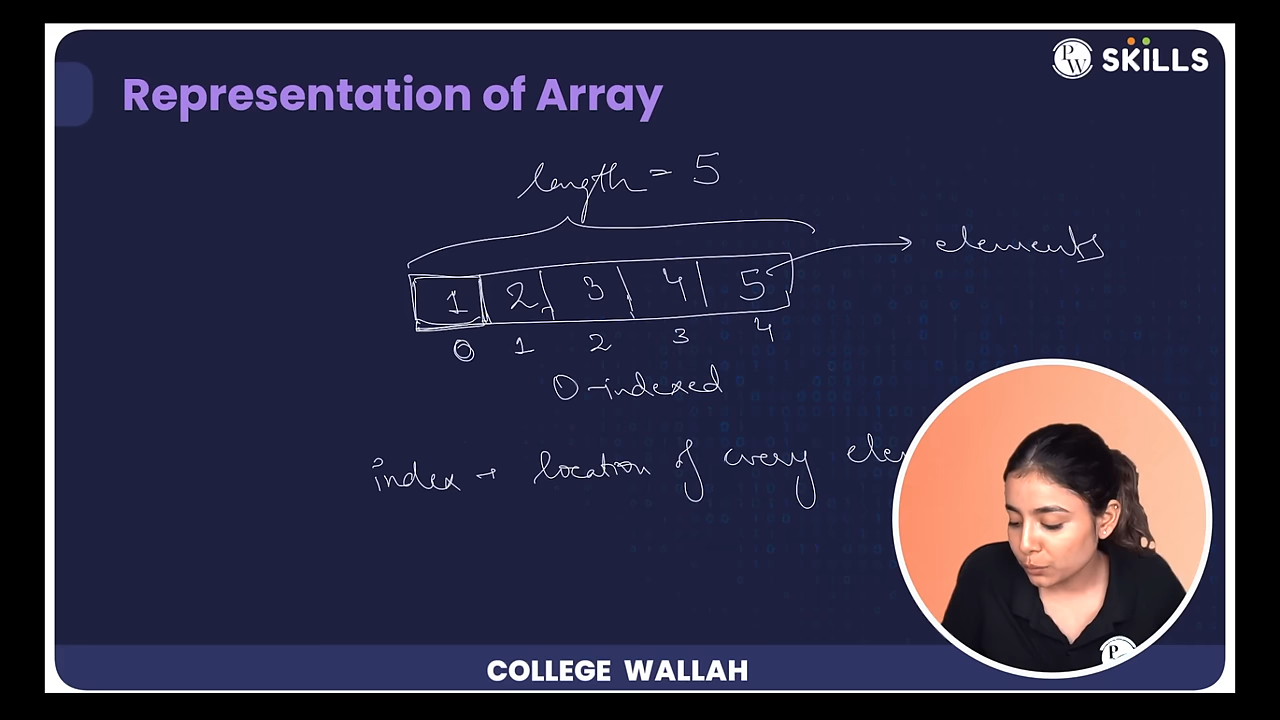 PW SKILLS
Representation of Array
length = 5
1 2 3 4 5 → elements
0 1 2 3 4
0-indexed
index → location of every ele
COLLEGE WALLAH
P